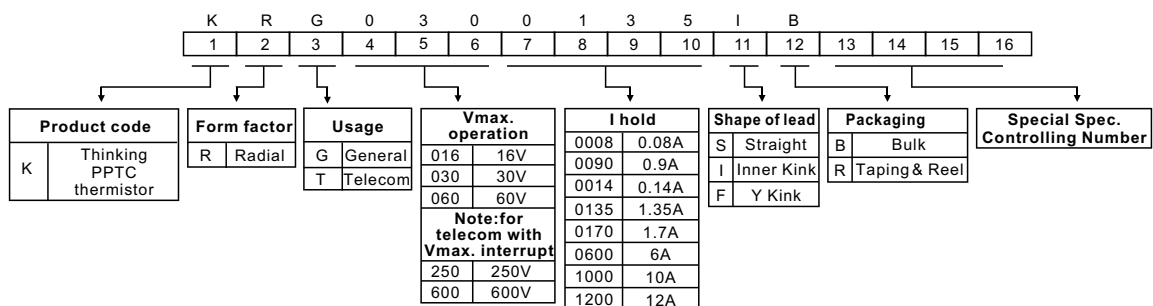 K R G 0 3 0 0 1 3 5 I B
1 2 3 4 5 6 7 8 9 10 11 12 13 14 15 16
Product code
K Thinking
PPTC
thermistor
Form factor
R Radial
Usage
G General
T Telecom
Vmax.
operation
016 16V
030 30V
060 60V
Note:for
telecom with
Vmax. interrupt
250 250V
600 600V
I hold
0008 0.08A
0090 0.9A
0014 0.14A
0135 1.35A
0170 1.7A
0600 6A
1000 10A
1200 12A
Shape of lead
S Straight
I Inner Kink
F Y Kink
Packaging
B Bulk
R Taping & Reel
Special Spec.
Controlling Number